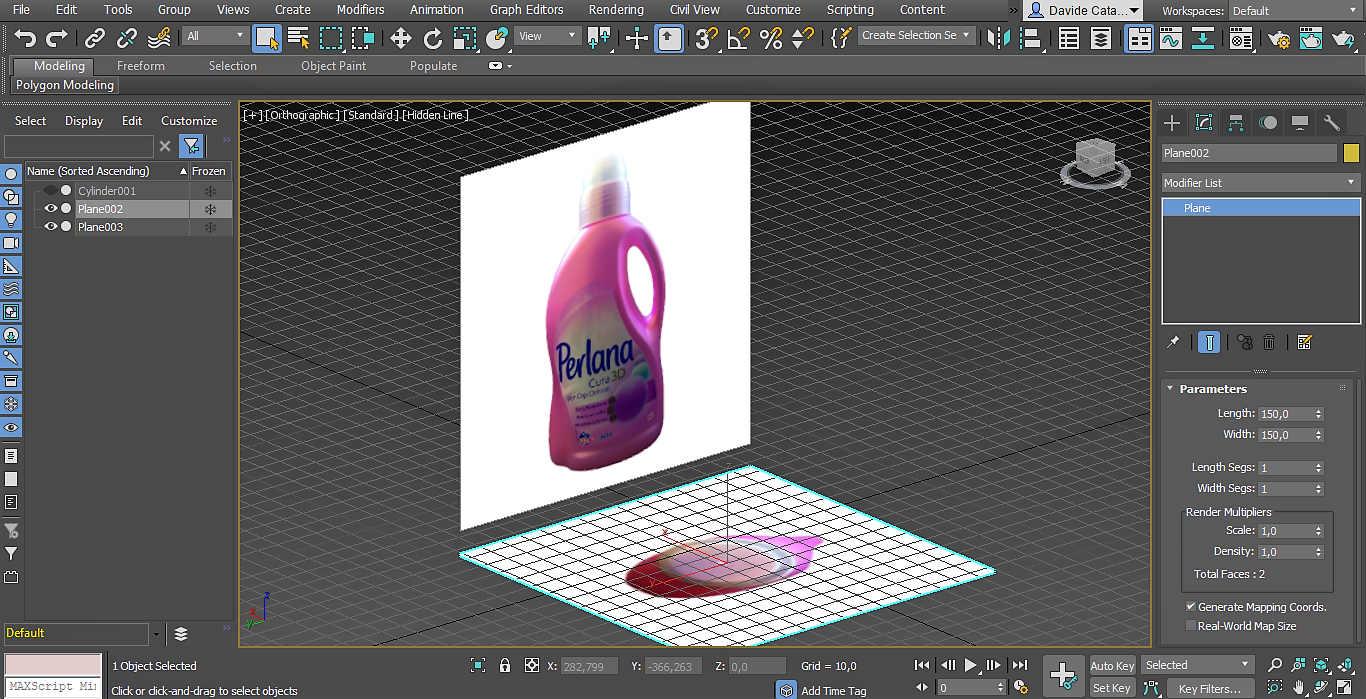 File Edit Tools Group Views Create Modifiers Animation Graph Editors Rendering Civil View Customize Scripting Content » Davide Cata... Workspaces: Default
All View 3 Create Selection Se
Modeling Freeform Selection Object Paint Populate
Polygon Modeling
Select Display Edit Customize
Name (Sorted Ascending) Frozen
Cylinder001
Plane002
Plane003
Default
[+] [Orthographic] [Standard] [Hidden Line]
Perlana
Cura 3D
x
y
z
x
y
Plane002
Modifier List
Plane
Parameters
Length: 150,0
Width: 150,0
Length Segs: 1
Width Segs: 1
Render Multipliers
Scale: 1,0
Density: 1,0
Total Faces : 2
Generate Mapping Coords.
Real-World Map Size
1 Object Selected X: 282,799 Y: -366,263 Z: 0,0 Grid = 10,0 Auto Key Selected
MAXScript Mi Click or click-and-drag to select objects Add Time Tag 0 Set Key Key Filters...